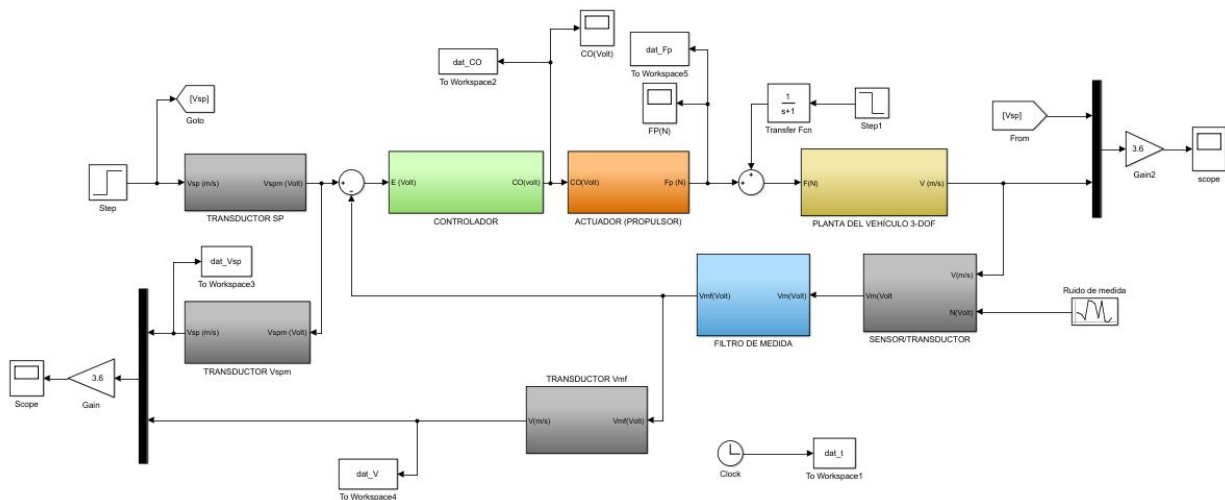 dat_CO
To Workspace2
CO(Volt)
dat_Fp
To Workspace5
FP(N)
[Vsp]
Goto
1
s+1
Transfer Fcn
Step1
[Vsp]
From
3.6
Gain2
scope
Step
Vsp (m/s)
Vspm (Volt)
TRANSDUCTOR SP
+
−
E (Volt)
CO(volt)
CONTROLADOR
CO(Volt)
Fp (N)
ACTUADOR (PROPULSOR)
+
+
F(N)
V (m/s)
PLANTA DEL VEHÍCULO 3-DOF
dat_Vsp
To Workspace3
Vsp (m/s)
Vspm (Volt)
TRANSDUCTOR Vspm
Vmf(Volt)
Vm(Volt)
FILTRO DE MEDIDA
V(m/s)
Vm(Volt
N(Volt)
SENSOR/TRANSDUCTOR
Ruido de medida
3.6
Scope
Gain
TRANSDUCTOR Vmf
V(m/s)
Vmf(Volt)
dat_V
To Workspace4
Clock
dat_t
To Workspace1